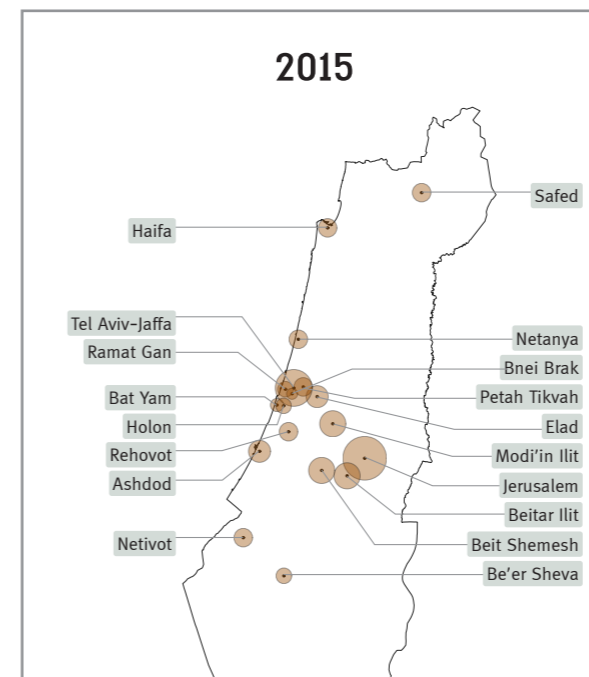 2015
Safed
Haifa
Tel Aviv-Jaffa
Netanya
Ramat Gan
Bnei Brak
Bat Yam
Petah Tikvah
Holon
Elad
Rehovot
Modi'in Ilit
Ashdod
Jerusalem
Beitar Ilit
Netivot
Beit Shemesh
Be'er Sheva